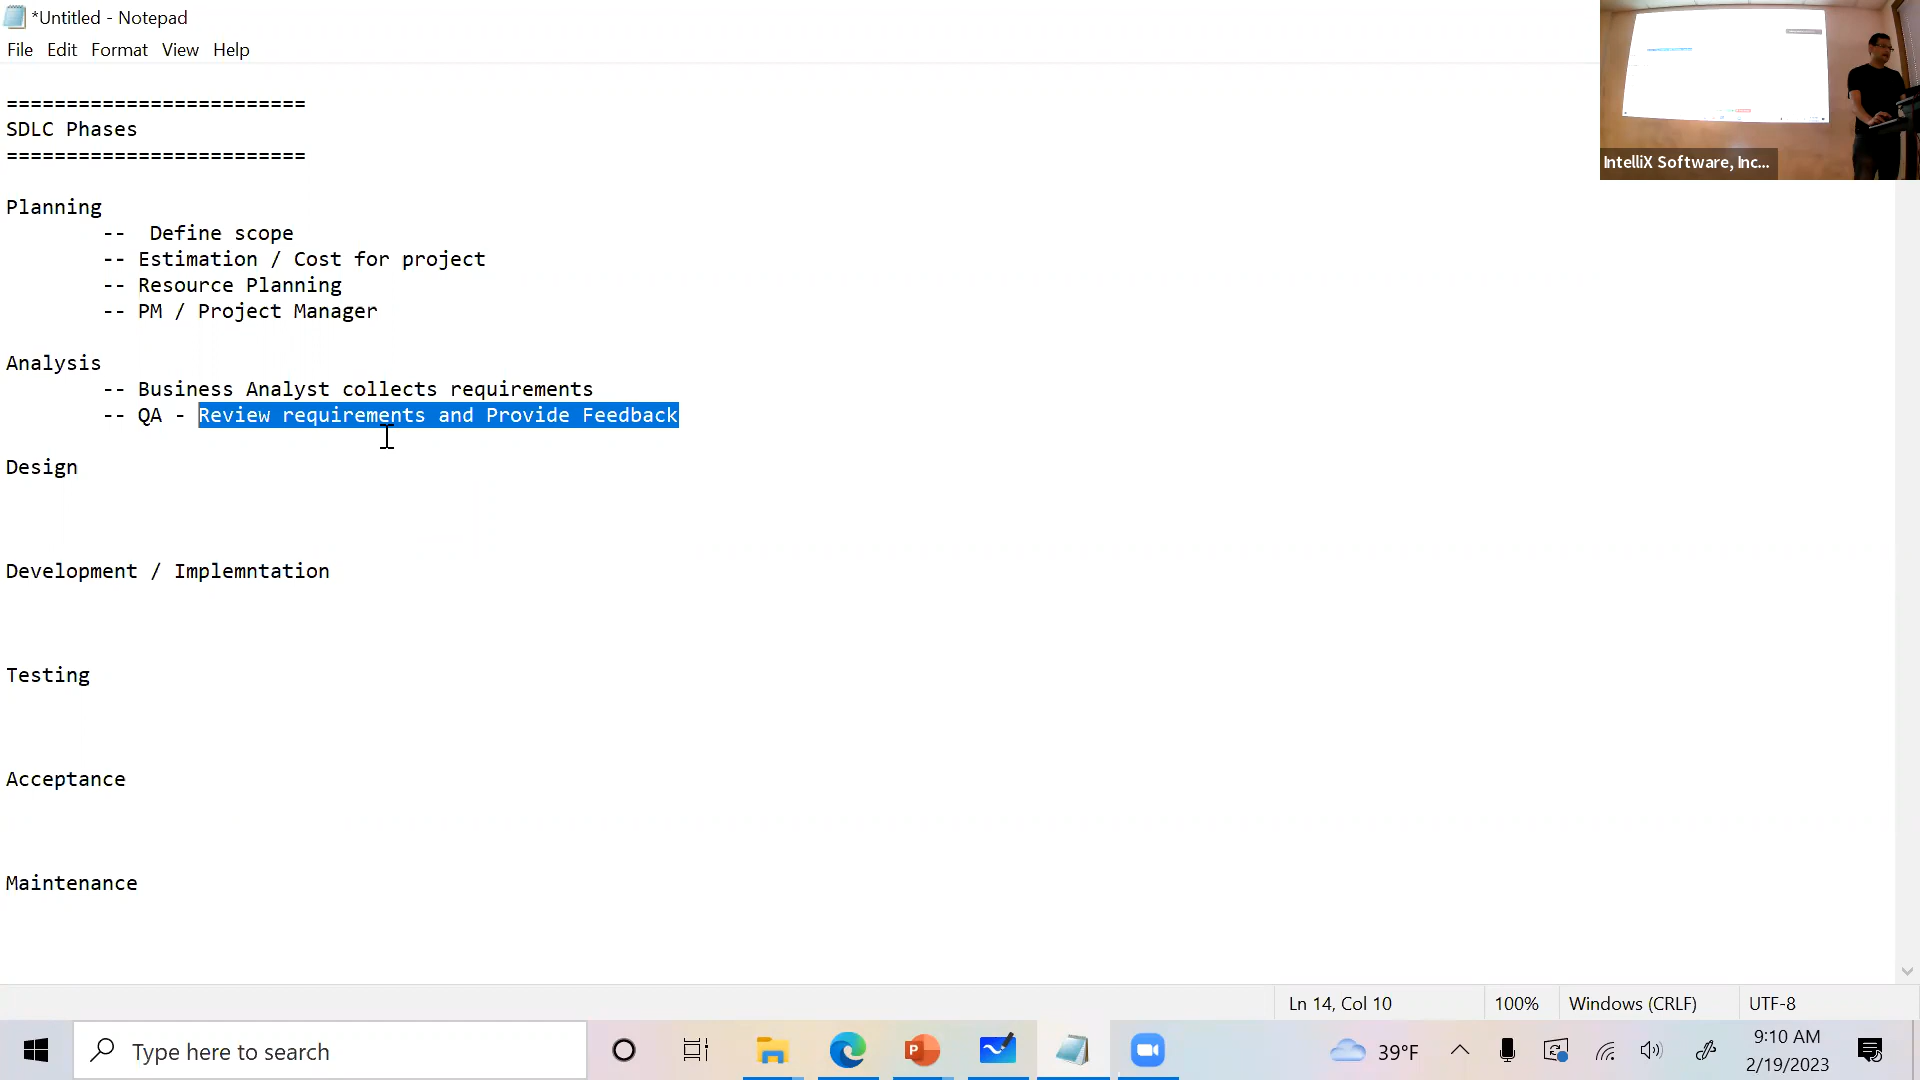 *Untitled - Notepad
File Edit Format View Help
IntelliX Software, Inc...
=========================
SDLC Phases
=========================
Planning
--  Define scope
-- Estimation / Cost for project
-- Resource Planning
-- PM / Project Manager
Analysis
-- Business Analyst collects requirements
-- QA - Review requirements and Provide Feedback
Design
Development / Implemntation
Testing
Acceptance
Maintenance
Ln 14, Col 10 100% Windows (CRLF) UTF-8
Type here to search
39°F
9:10 AM
2/19/2023